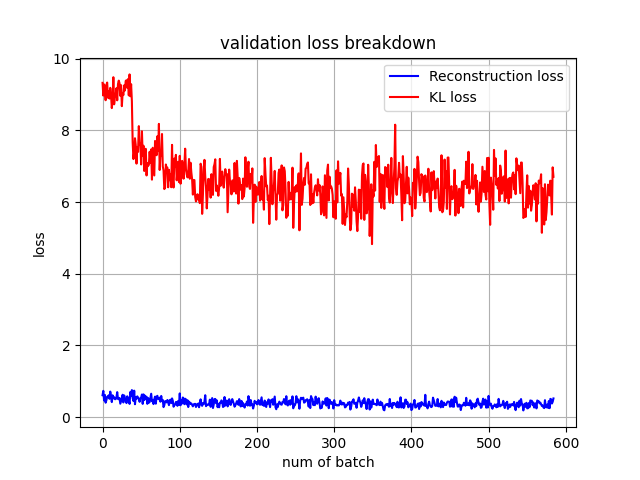 validation loss breakdown
Reconstruction loss
KL loss
10
8
6
4
2
0
loss
0
100
200
300
400
500
600
num of batch